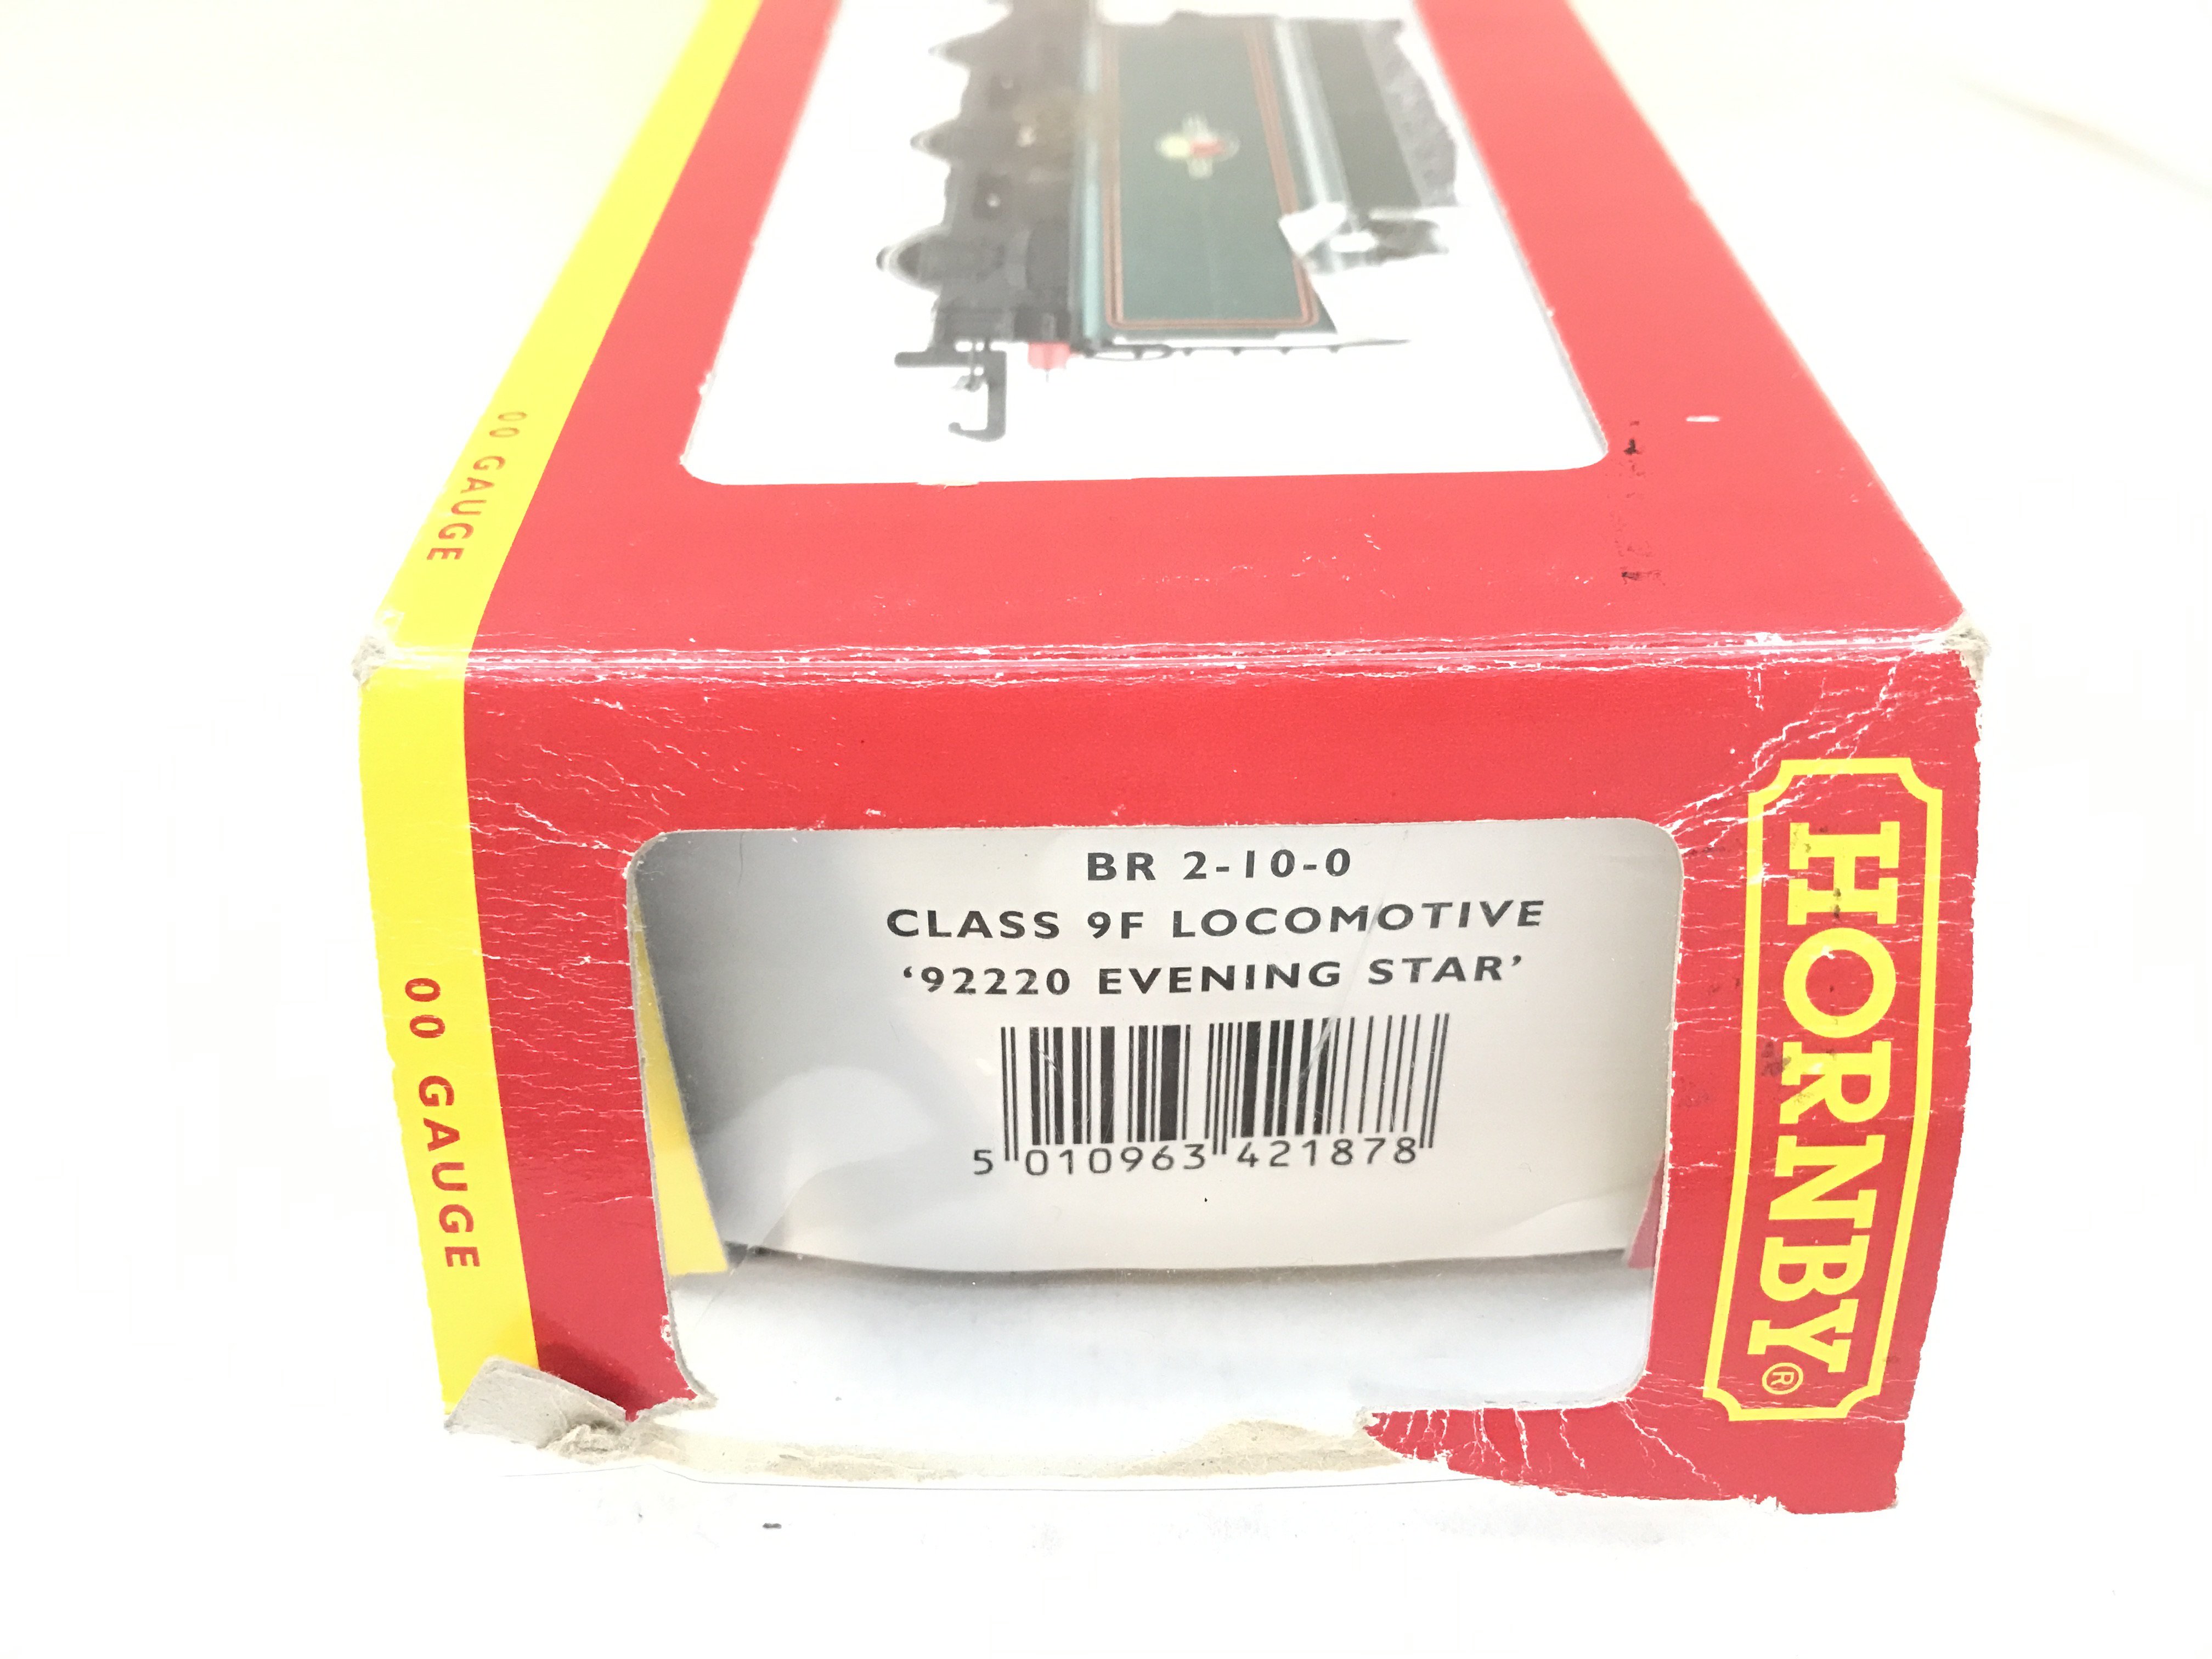 00 GAUGE
BR 2-10-0
CLASS 9F LOCOMOTIVE
‘92220 EVENING STAR’
5 010963 421878
00 GAUGE
HORNBY®